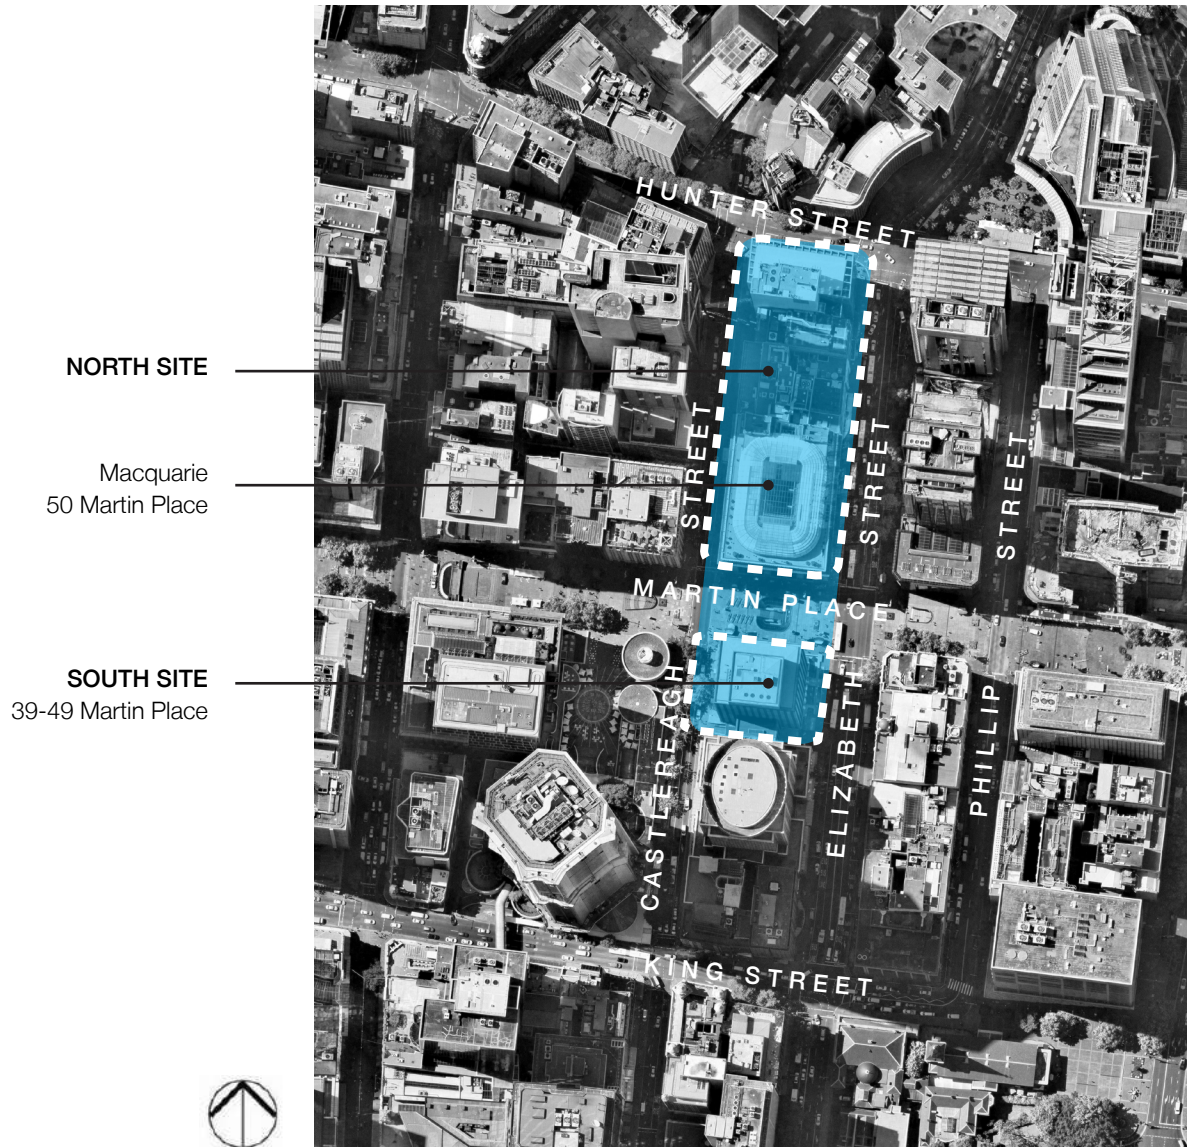 HUNTER STREET
NORTH SITE
STREET
STREET
STREET
Macquarie
50 Martin Place
MARTIN PLACE
SOUTH SITE
39-49 Martin Place
CASTLEREAGH
ELIZABETH
PHILLIP
KING STREET